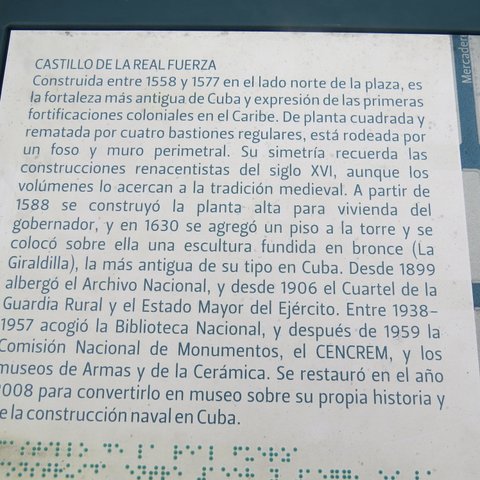 Mercadere
CASTILLO DE LA REAL FUERZA
Construida entre 1558 y 1577 en el lado norte de la plaza, es
la fortaleza más antigua de Cuba y expresión de las primeras
fortificaciones coloniales en el Caribe. De planta cuadrada y
rematada por cuatro bastiones regulares, está rodeada por
un foso y muro perimetral. Su simetría recuerda las
construcciones renacentistas del siglo XVI, aunque los
volúmenes lo acercan a la tradición medieval. A partir de
1588 se construyó la planta alta para vivienda del
gobernador, y en 1630 se agregó un piso a la torre y se
colocó sobre ella una escultura fundida en bronce (La
Giraldilla), la más antigua de su tipo en Cuba. Desde 1899
albergó el Archivo Nacional, y desde 1906 el Cuartel de la
Guardia Rural y el Estado Mayor del Ejército. Entre 1938–
1957 acogió la Biblioteca Nacional, y después de 1959 la
Comisión Nacional de Monumentos, el CENCREM, y los
museos de Armas y de la Cerámica. Se restauró en el año
2008 para convertirlo en museo sobre su propia historia y
de la construcción naval en Cuba.